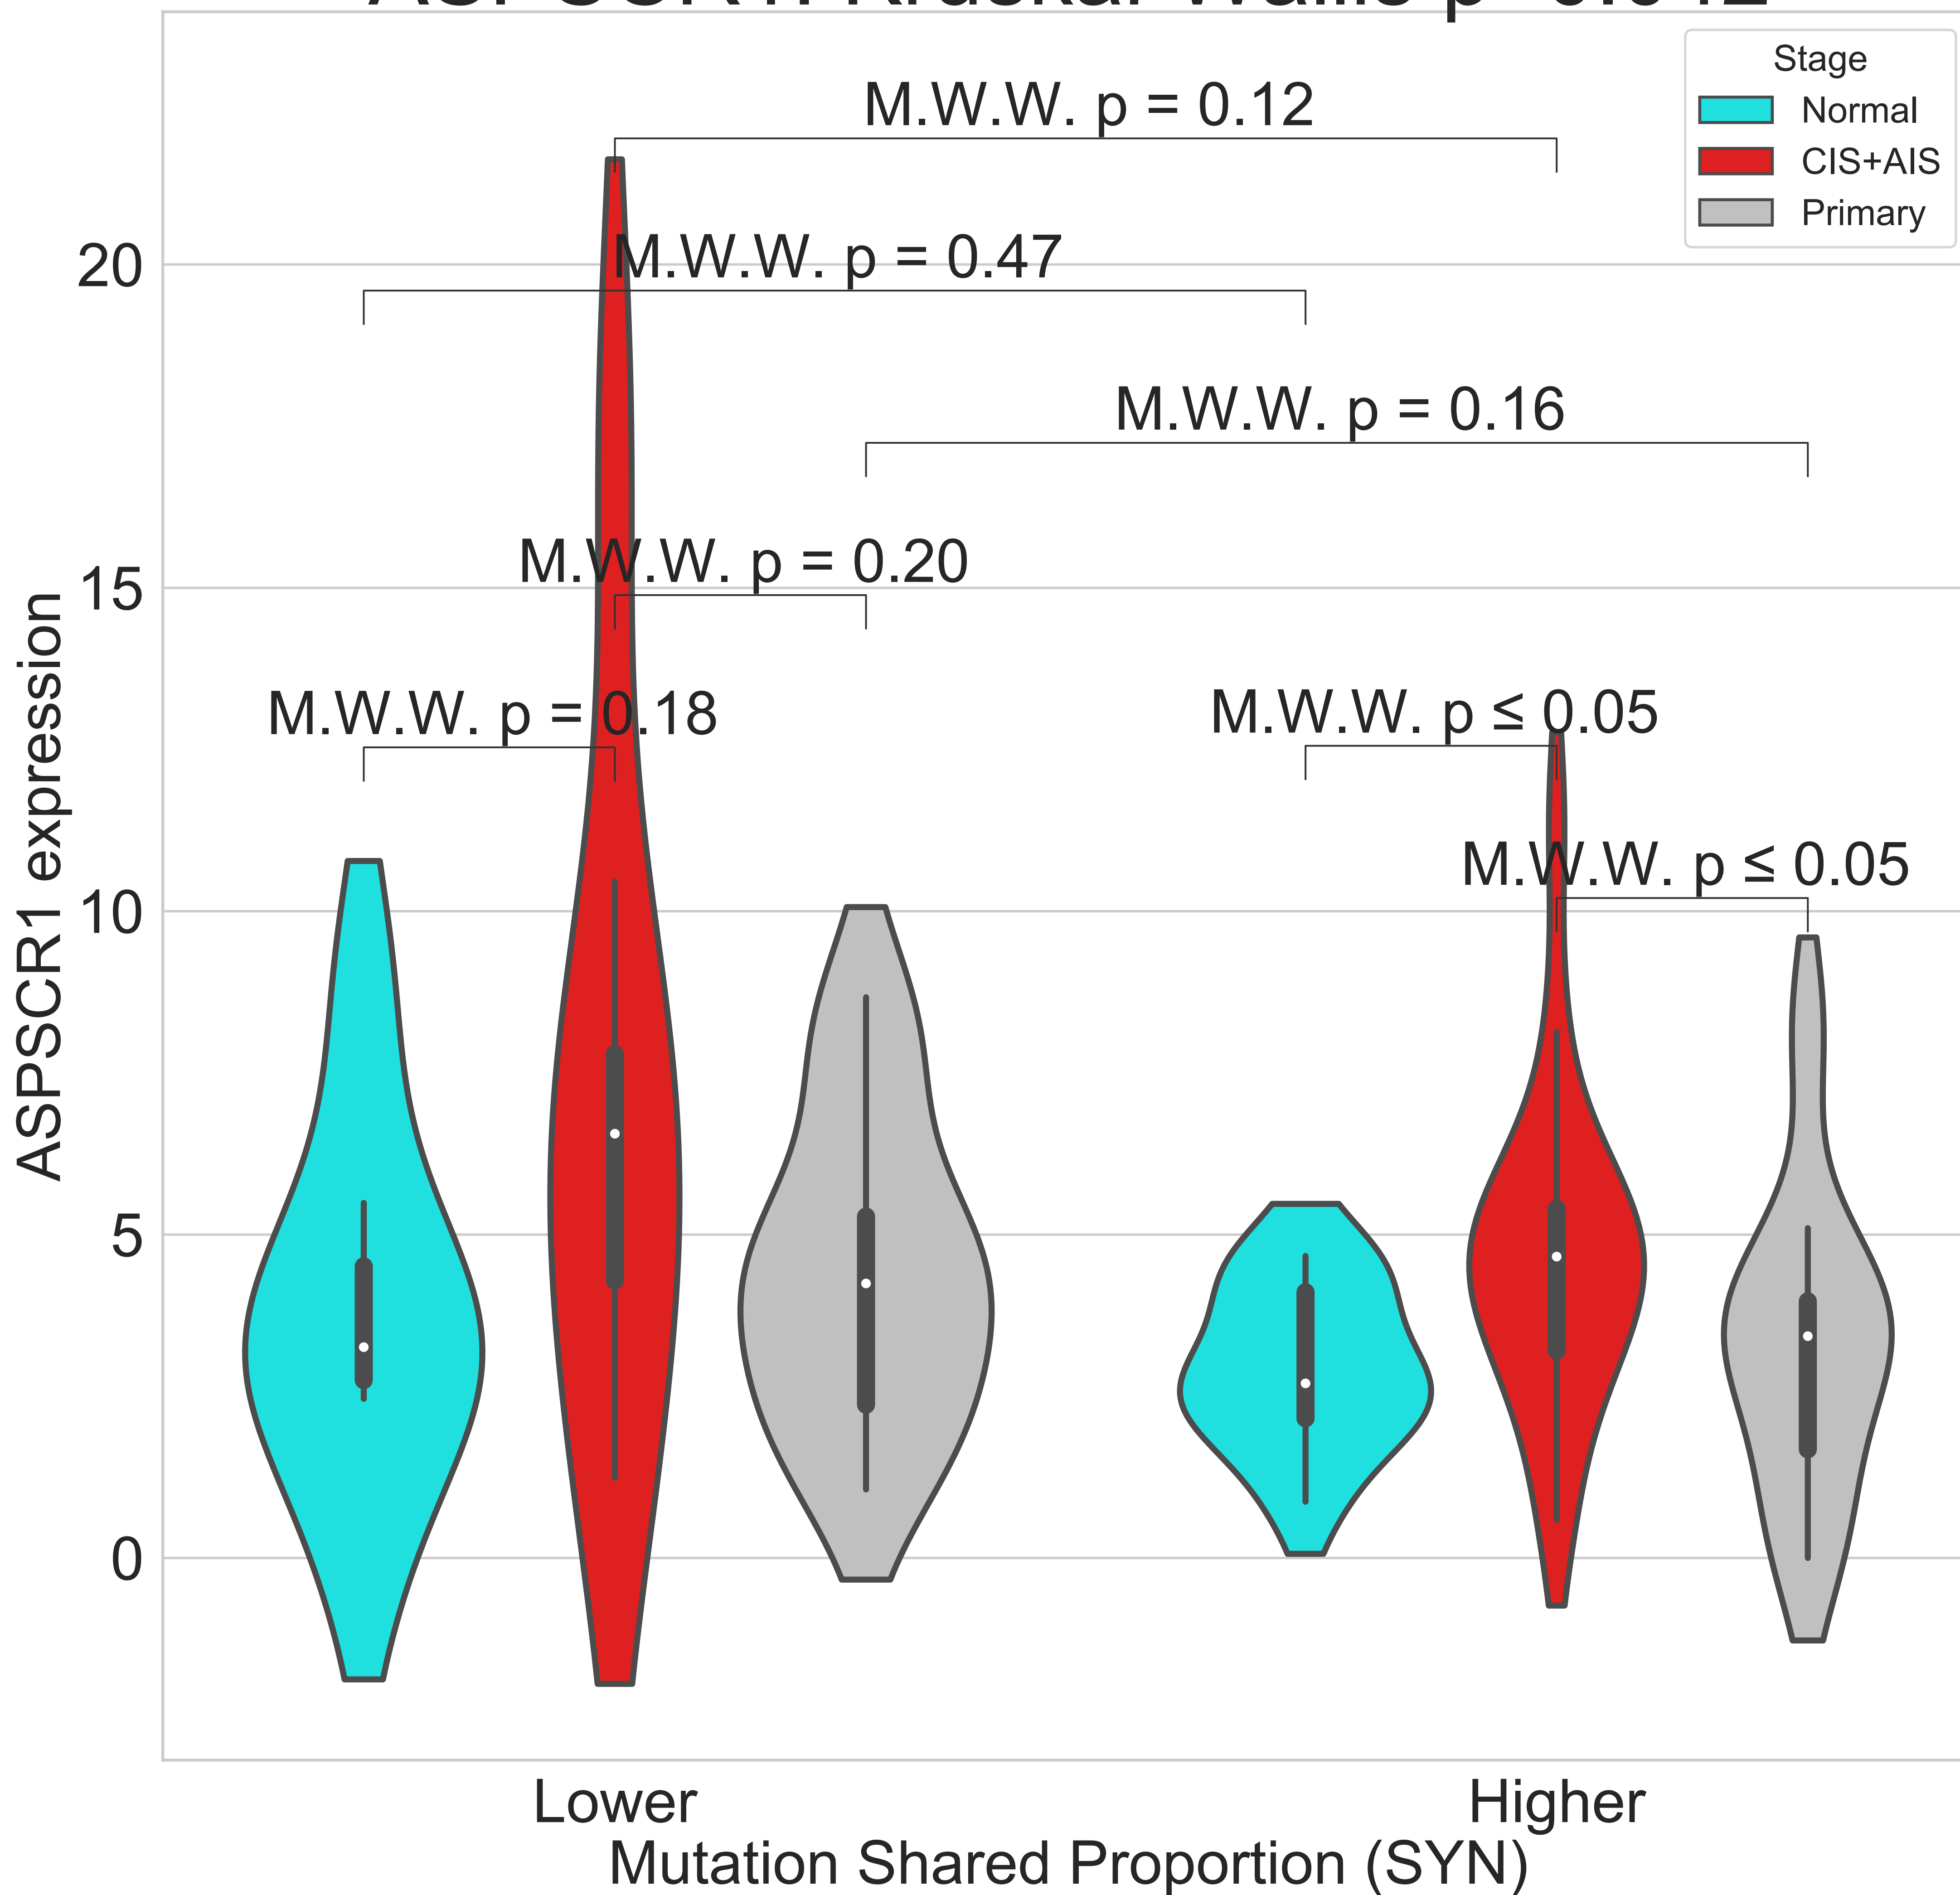 Stage
Normal
CIS+AIS
Primary
M.W.W. p = 0.12
M.W.W. p = 0.47
M.W.W. p = 0.16
M.W.W. p = 0.20
M.W.W. p = 0.18
M.W.W. p ≤ 0.05
M.W.W. p ≤ 0.05
20
15
10
5
0
ASPSCR1 expression
Lower
Higher
Mutation Shared Proportion (SYN)